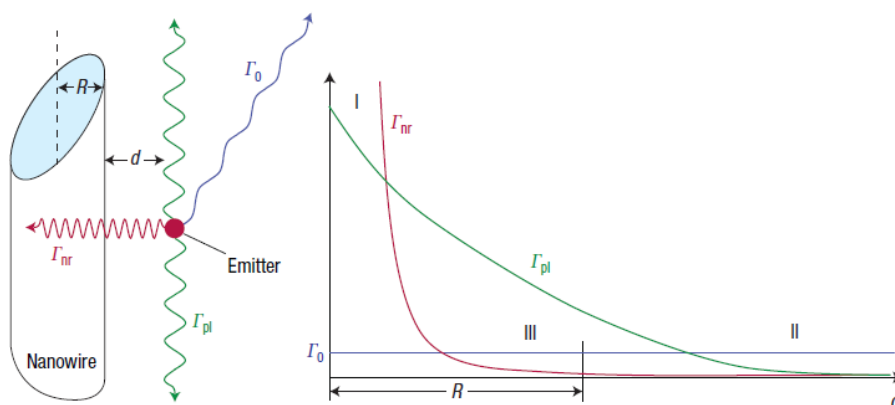 R
d
Γ0
Γnr
Emitter
Γpl
Nanowire
I
Γnr
Γpl
III
II
Γ0
R